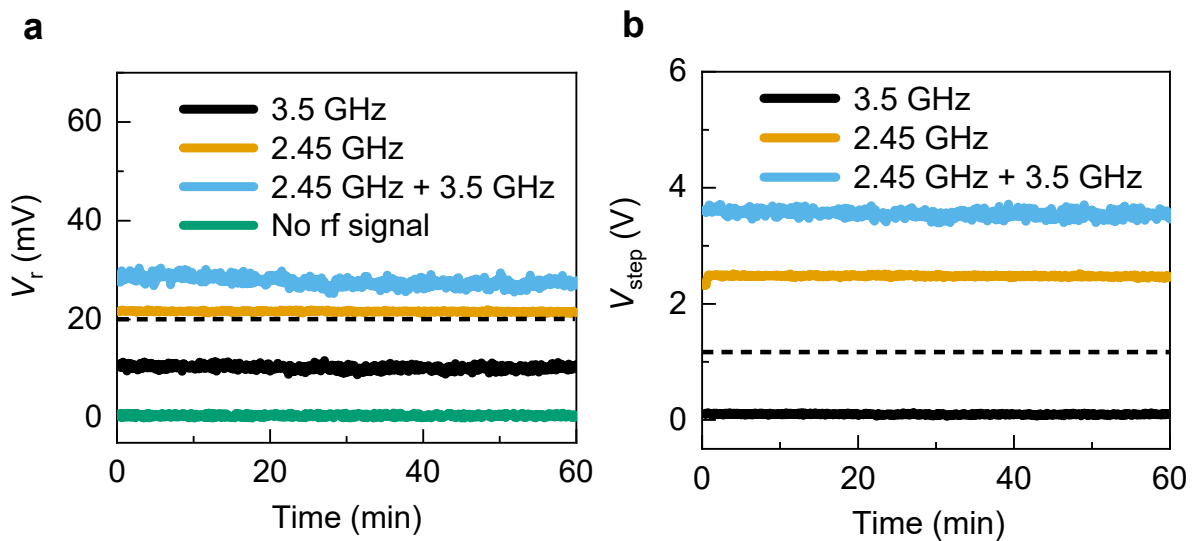 a
3.5 GHz
2.45 GHz
2.45 GHz + 3.5 GHz
No rf signal
V_r (mV)
60
40
20
0
0 20 40 60
Time (min)
b
3.5 GHz
2.45 GHz
2.45 GHz + 3.5 GHz
V_step (V)
6
4
2
0
0 20 40 60
Time (min)